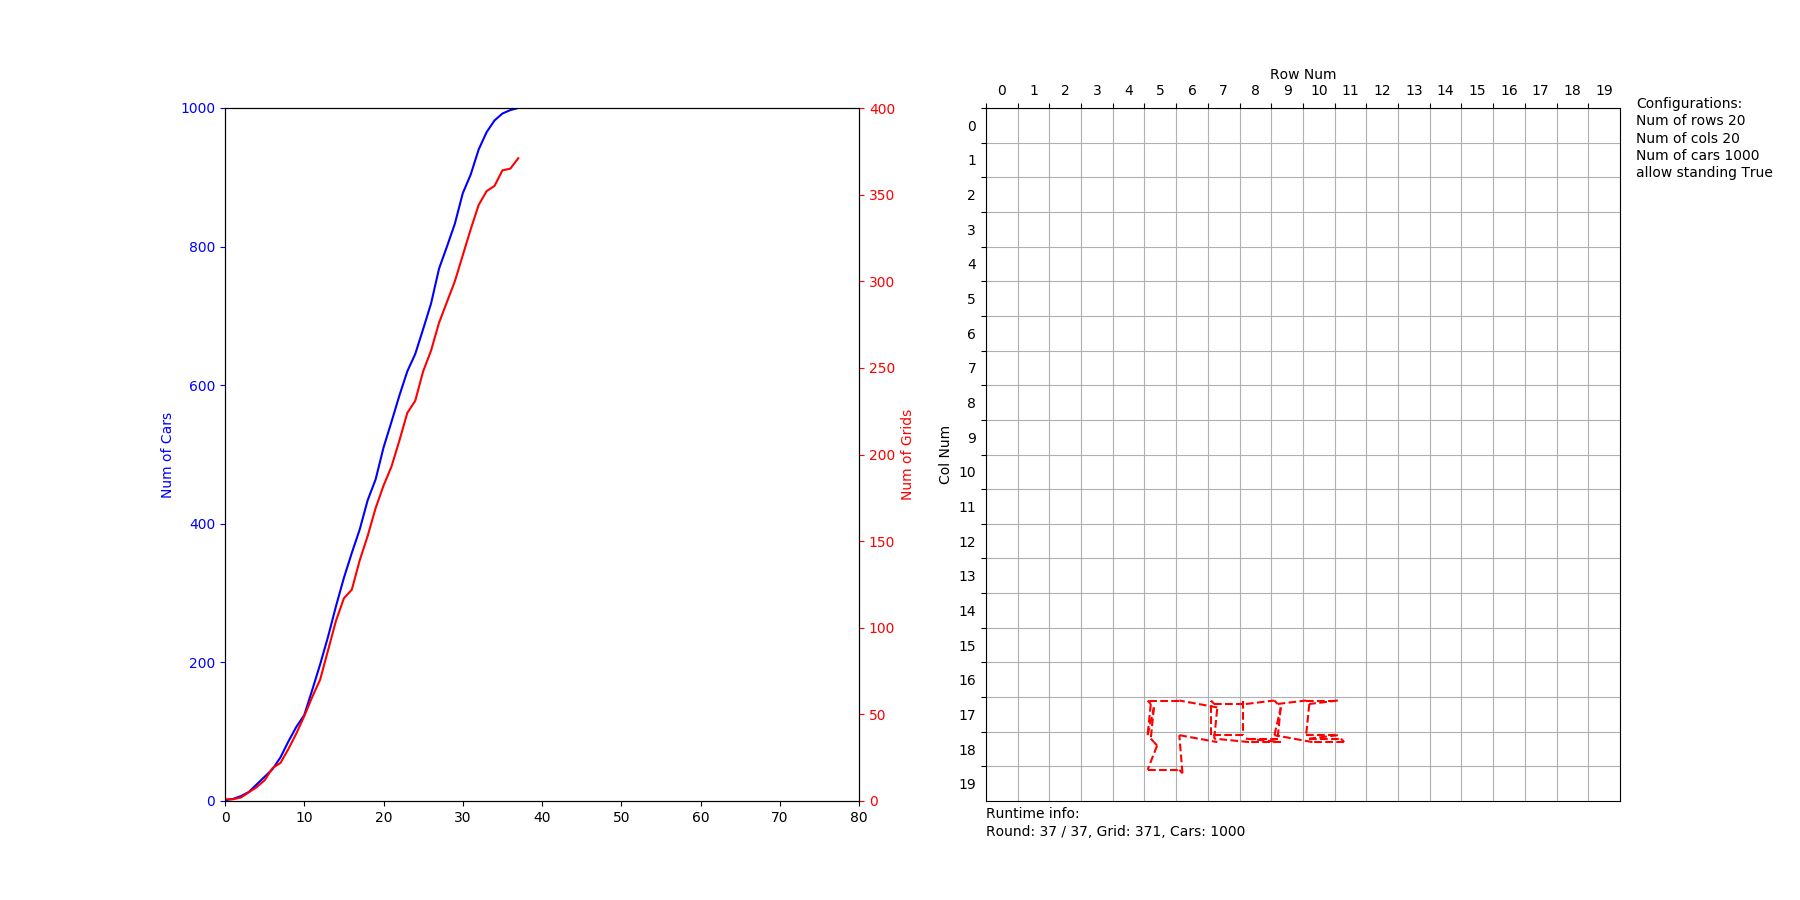 1000
800
600
400
200
0
Num of Cars
0 10 20 30 40 50 60 70 80
400
350
300
250
200
150
100
50
0
Num of Grids
Row Num
0 1 2 3 4 5 6 7 8 9 10 11 12 13 14 15 16 17 18 19
Col Num
0
1
2
3
4
5
6
7
8
9
10
11
12
13
14
15
16
17
18
19
Configurations:
Num of rows 20
Num of cols 20
Num of cars 1000
allow standing True
Runtime info:
Round: 37 / 37, Grid: 371, Cars: 1000